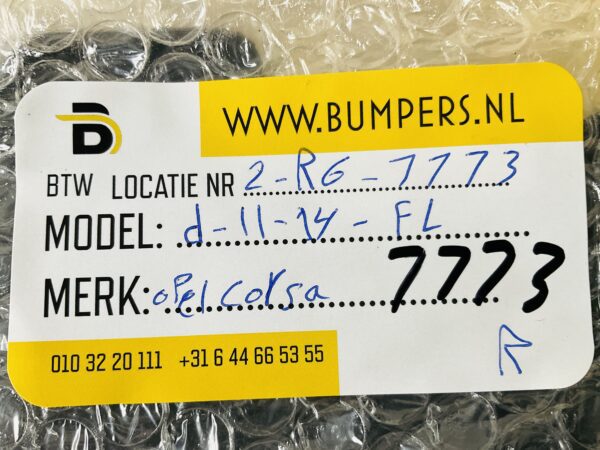 WWW.BUMPERS.NL
BTW LOCATIE NR 2-RG-7773
MODEL: d-11-14-FL
MERK: opel corsa 7773
R
010 32 20 111 +31 6 44 66 53 55